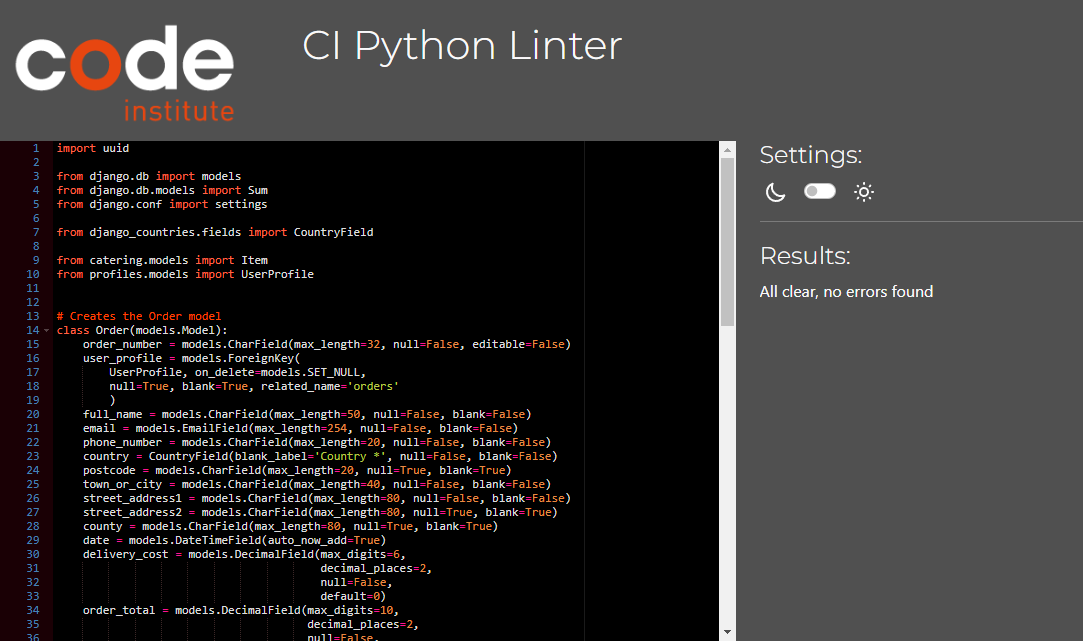 code
institute
CI Python Linter
1 import uuid
2
3 from django.db import models
4 from django.db.models import Sum
5 from django.conf import settings
6
7 from django_countries.fields import CountryField
8
9 from catering.models import Item
10 from profiles.models import UserProfile
11
12
13 # Creates the Order model
14 class Order(models.Model):
15     order_number = models.CharField(max_length=32, null=False, editable=False)
16     user_profile = models.ForeignKey(
17         UserProfile, on_delete=models.SET_NULL,
18         null=True, blank=True, related_name='orders'
19         )
20     full_name = models.CharField(max_length=50, null=False, blank=False)
21     email = models.EmailField(max_length=254, null=False, blank=False)
22     phone_number = models.CharField(max_length=20, null=False, blank=False)
23     country = CountryField(blank_label='Country *', null=False, blank=False)
24     postcode = models.CharField(max_length=20, null=True, blank=True)
25     town_or_city = models.CharField(max_length=40, null=False, blank=False)
26     street_address1 = models.CharField(max_length=80, null=False, blank=False)
27     street_address2 = models.CharField(max_length=80, null=True, blank=True)
28     county = models.CharField(max_length=80, null=True, blank=True)
29     date = models.DateTimeField(auto_now_add=True)
30     delivery_cost = models.DecimalField(max_digits=6,
31                                         decimal_places=2,
32                                         null=False,
33                                         default=0)
34     order_total = models.DecimalField(max_digits=10,
35                                       decimal_places=2,
36                                       null=False,
Settings:
Results:
All clear, no errors found